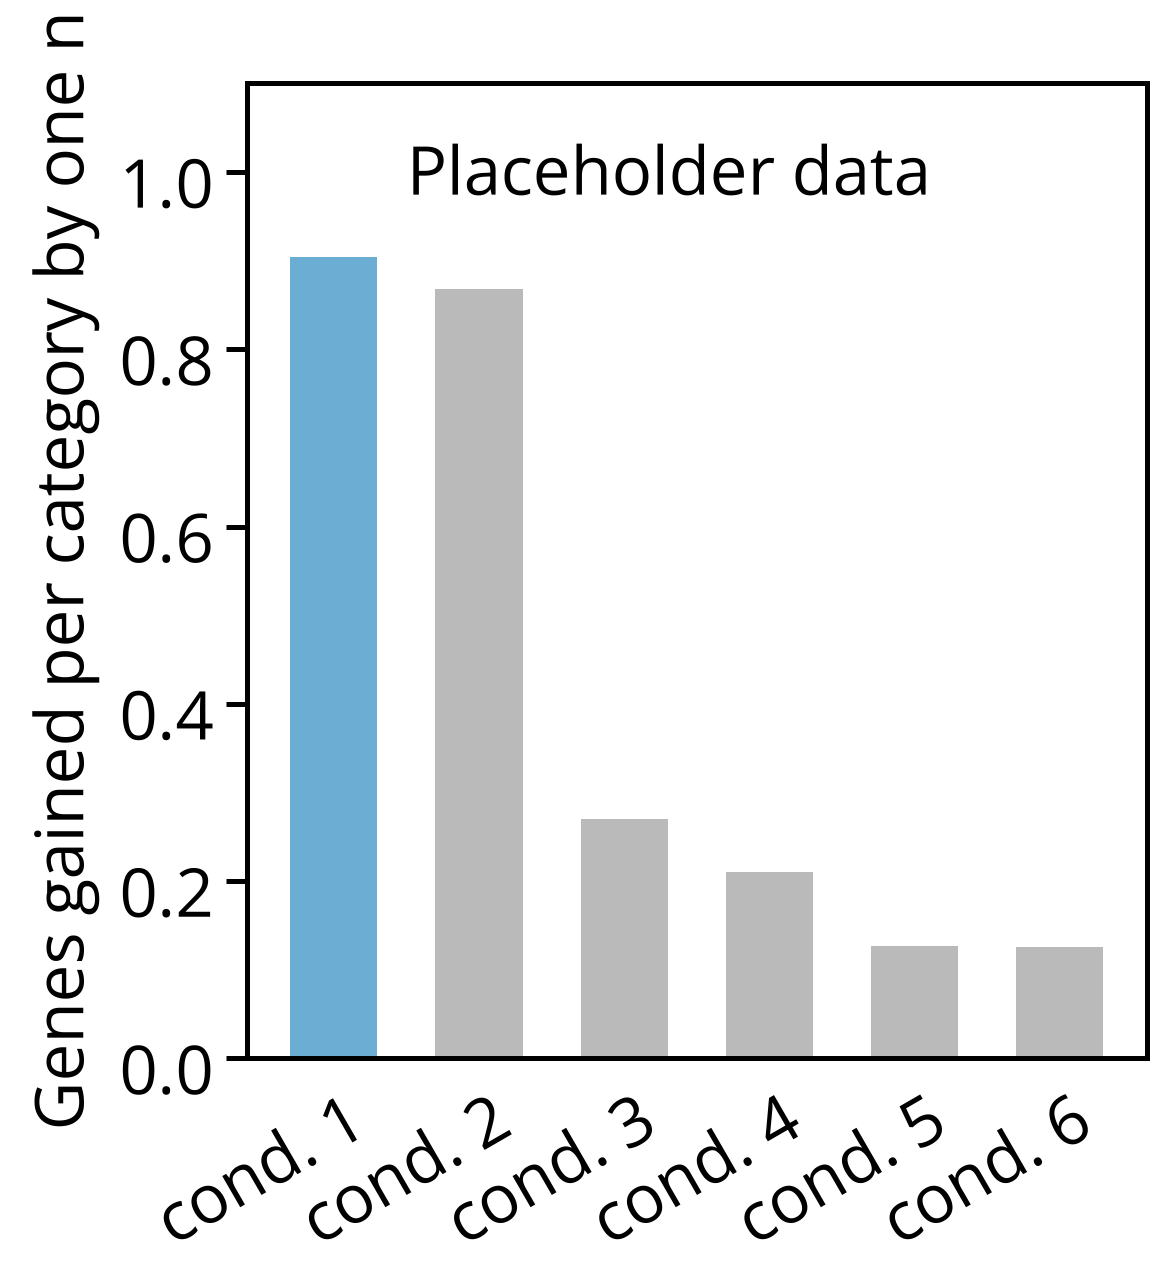 Placeholder data
Genes gained per category by one n
1.0
0.8
0.6
0.4
0.2
0.0
cond. 1
cond. 2
cond. 3
cond. 4
cond. 5
cond. 6